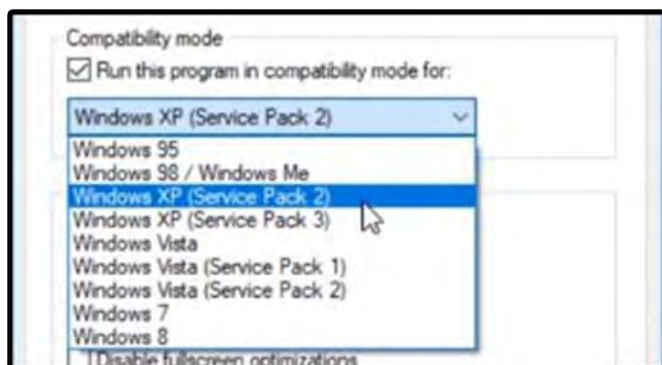 Compatibility mode
Run this program in compatibility mode for:
Windows XP (Service Pack 2)
Windows 95
Windows 98 / Windows Me
Windows XP (Service Pack 2)
Windows XP (Service Pack 3)
Windows Vista
Windows Vista (Service Pack 1)
Windows Vista (Service Pack 2)
Windows 7
Windows 8
Disable fullscreen optimizations